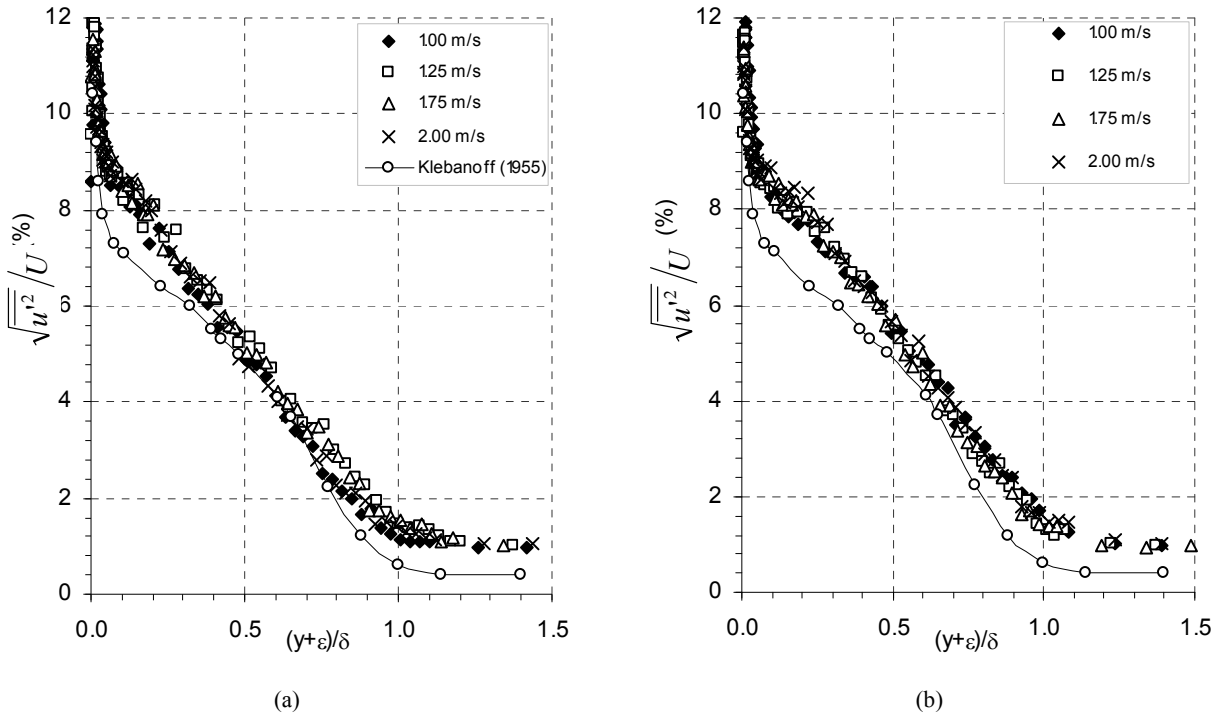 12
10
8
6
4
2
0
√u'² /U (%)
1.00 m/s
1.25 m/s
1.75 m/s
2.00 m/s
Klebanoff (1955)
0.0 0.5 1.0 1.5
(y+ε)/δ
(a)
12
10
8
6
4
2
0
√u'² /U (%)
1.00 m/s
1.25 m/s
1.75 m/s
2.00 m/s
0.0 0.5 1.0 1.5
(y+ε)/δ
(b)